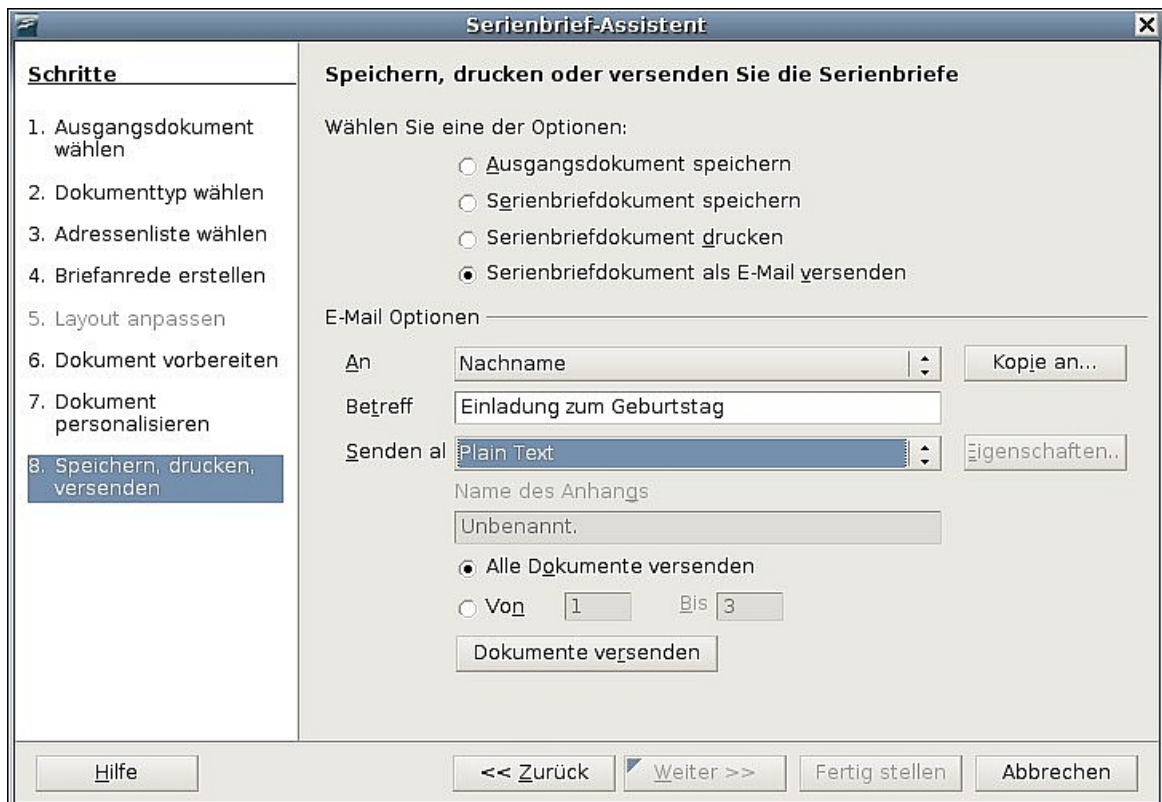 Serienbrief-Assistent
Schritte
1. Ausgangsdokument
wählen
2. Dokumenttyp wählen
3. Adressenliste wählen
4. Briefanrede erstellen
5. Layout anpassen
6. Dokument vorbereiten
7. Dokument
personalisieren
8. Speichern, drucken,
versenden
Speichern, drucken oder versenden Sie die Serienbriefe
Wählen Sie eine der Optionen:
Ausgangsdokument speichern
Serienbriefdokument speichern
Serienbriefdokument drucken
Serienbriefdokument als E-Mail versenden
E-Mail Optionen
An Nachname Kopie an...
Betreff Einladung zum Geburtstag
Senden al Plain Text Eigenschaften..
Name des Anhangs
Unbenannt.
Alle Dokumente versenden
Von 1 Bis 3
Dokumente versenden
Hilfe << Zurück Weiter >> Fertig stellen Abbrechen